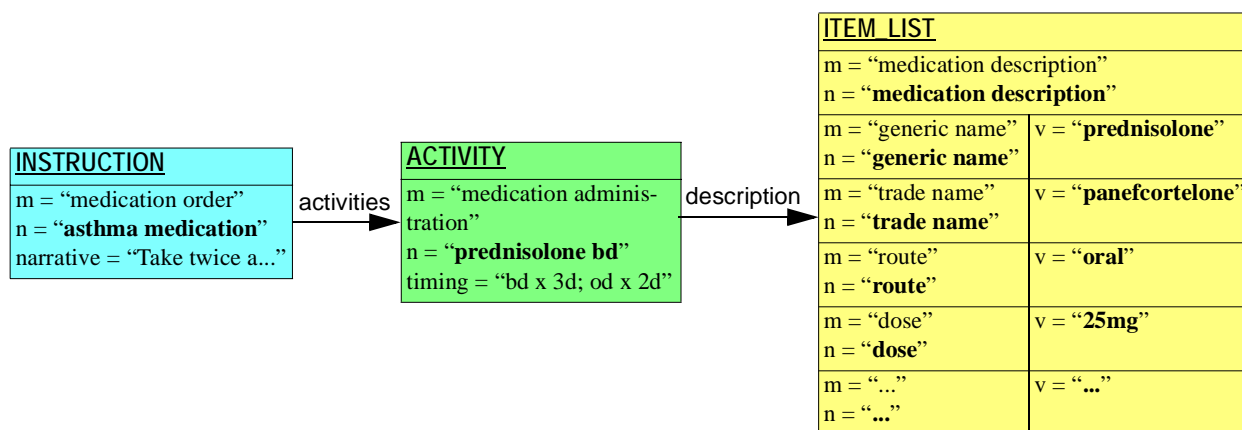 INSTRUCTION
m = “medication order”
n = “asthma medication”
narrative = “Take twice a...”
activities
ACTIVITY
m = “medication adminis-
tration”
n = “prednisolone bd”
timing = “bd x 3d; od x 2d”
description
ITEM_LIST
m = “medication description”
n = “medication description”
m = “generic name” v = “prednisolone”
n = “generic name”
m = “trade name” v = “panefcortelone”
n = “trade name”
m = “route” v = “oral”
n = “route”
m = “dose” v = “25mg”
n = “dose”
m = “...” v = “...”
n = “...”